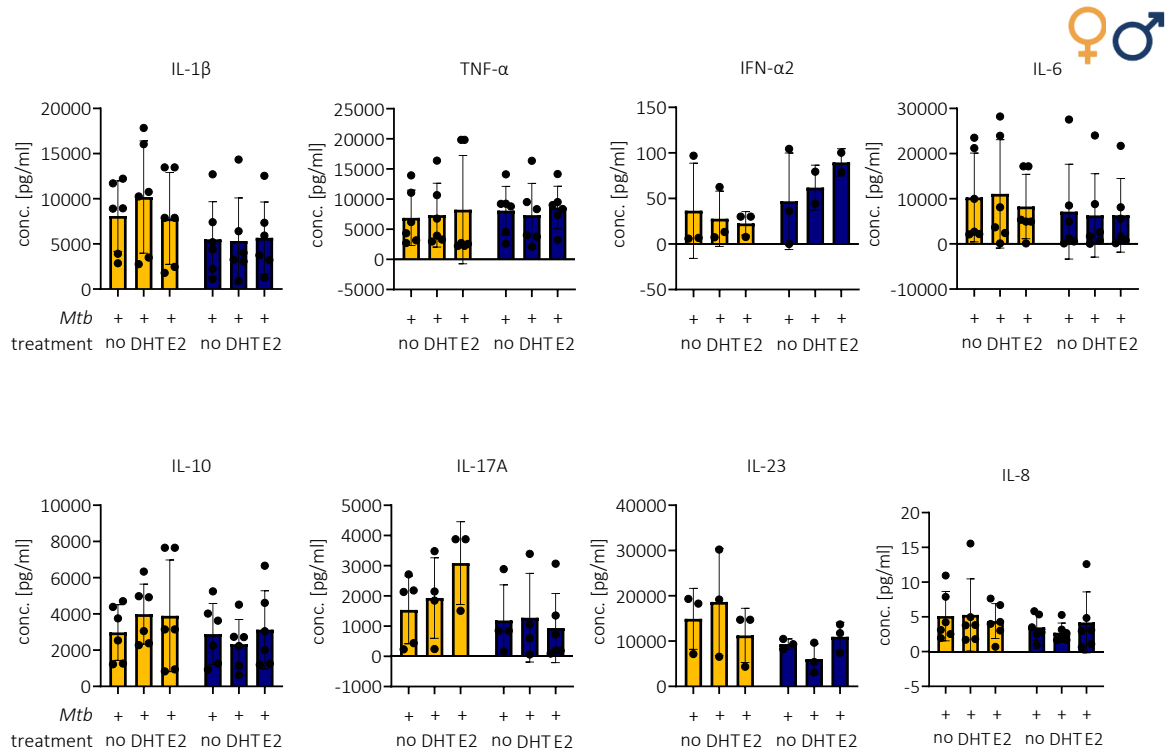 IL-1β
TNF-α
IFN-α2
IL-6
conc. [pg/ml]
20000
15000
10000
5000
0
conc. [pg/ml]
25000
20000
15000
10000
5000
0
-5000
conc. [pg/ml]
150
100
50
0
-50
conc. [pg/ml]
30000
20000
10000
0
-10000
Mtb + + + + + +
+ + + + + +
+ + + + + +
+ + + + + +
treatment no DHT E2 no DHT E2
no DHT E2 no DHT E2
no DHT E2 no DHT E2
no DHT E2 no DHT E2
IL-10
IL-17A
IL-23
IL-8
conc. [pg/ml]
10000
8000
6000
4000
2000
0
conc. [pg/ml]
5000
4000
3000
2000
1000
0
-1000
conc. [pg/ml]
40000
30000
20000
10000
0
conc. [pg/ml]
20
15
10
5
0
-5
Mtb + + + + + +
+ + + + + +
+ + + + + +
+ + + + + +
treatment no DHT E2 no DHT E2
no DHT E2 no DHT E2
no DHT E2 no DHT E2
no DHT E2 no DHT E2